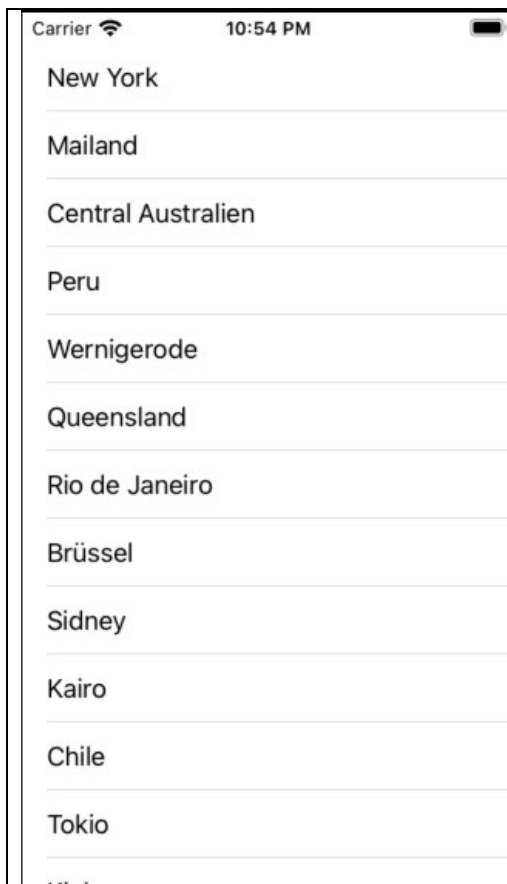 Carrier 10:54 PM
New York
Mailand
Central Australien
Peru
Wernigerode
Queensland
Rio de Janeiro
Brüssel
Sidney
Kairo
Chile
Tokio